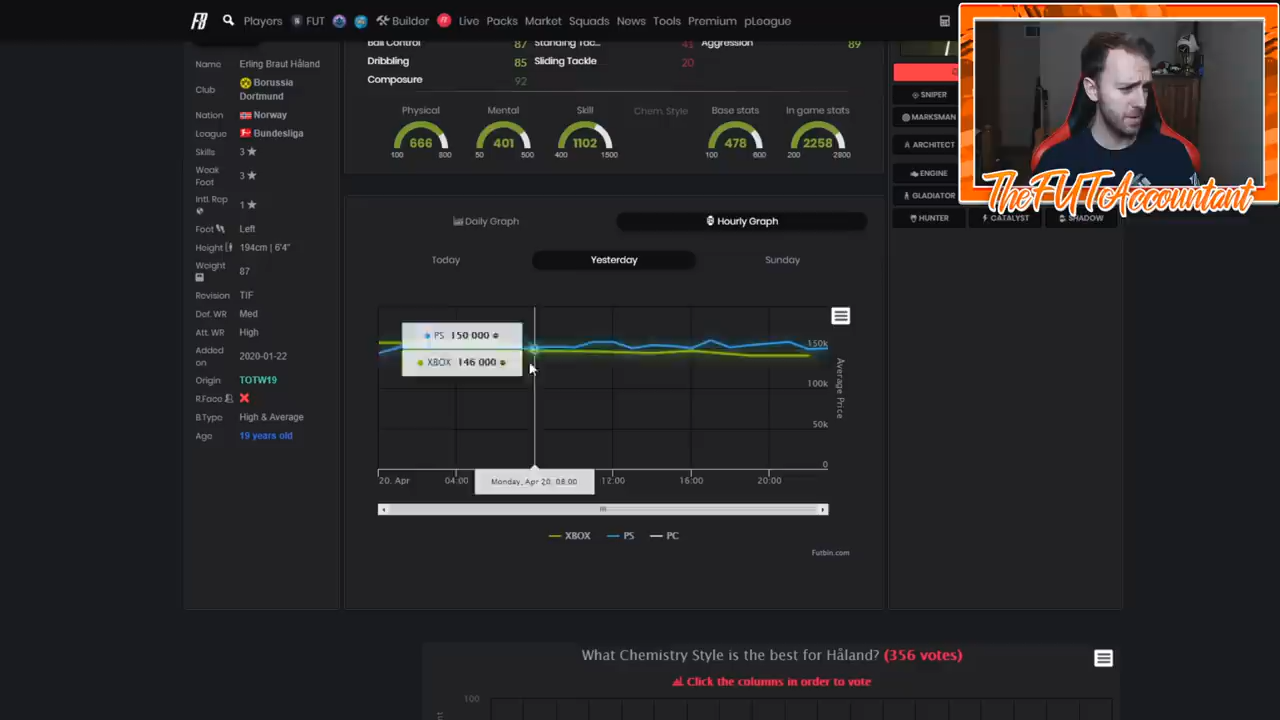 FB Players FUT Builder Live Packs Market Squads News Tools Premium pLeague
Ball Control 87 Standing Tac... 41 Aggression 89
Dribbling 85 Sliding Tackle 20
Composure 92
Name Erling Braut Håland
Club Borussia Dortmund
Nation Norway
League Bundesliga
Skills 3
Weak Foot 3
Intl. Rep 1
Foot Left
Height 194cm | 6'4"
Weight 87
Revision TIF
Def. WR Med
Att. WR High
Added on 2020-01-22
Origin TOTW19
R.Face
B.Type High & Average
Age 19 years old
Physical Mental Skill Chem. Style Base stats In game stats
666 401 1102 478 2258
100 800 50 500 400 1500 100 600 200 2800
Daily Graph Hourly Graph
Today Yesterday Sunday
PS 150 000
XBOX 146 000
150k
100k
50k
0
Average Price
20. Apr 04:00 Monday, Apr 20, 08:00 12:00 16:00 20:00
XBOX PS PC
Futbin.com
SNIPER
MARKSMAN
ARCHITECT
ENGINE
GLADIATOR
HUNTER CATALYST SHADOW
TheFUTAccountant
What Chemistry Style is the best for Håland? (356 votes)
Click the columns in order to vote
100